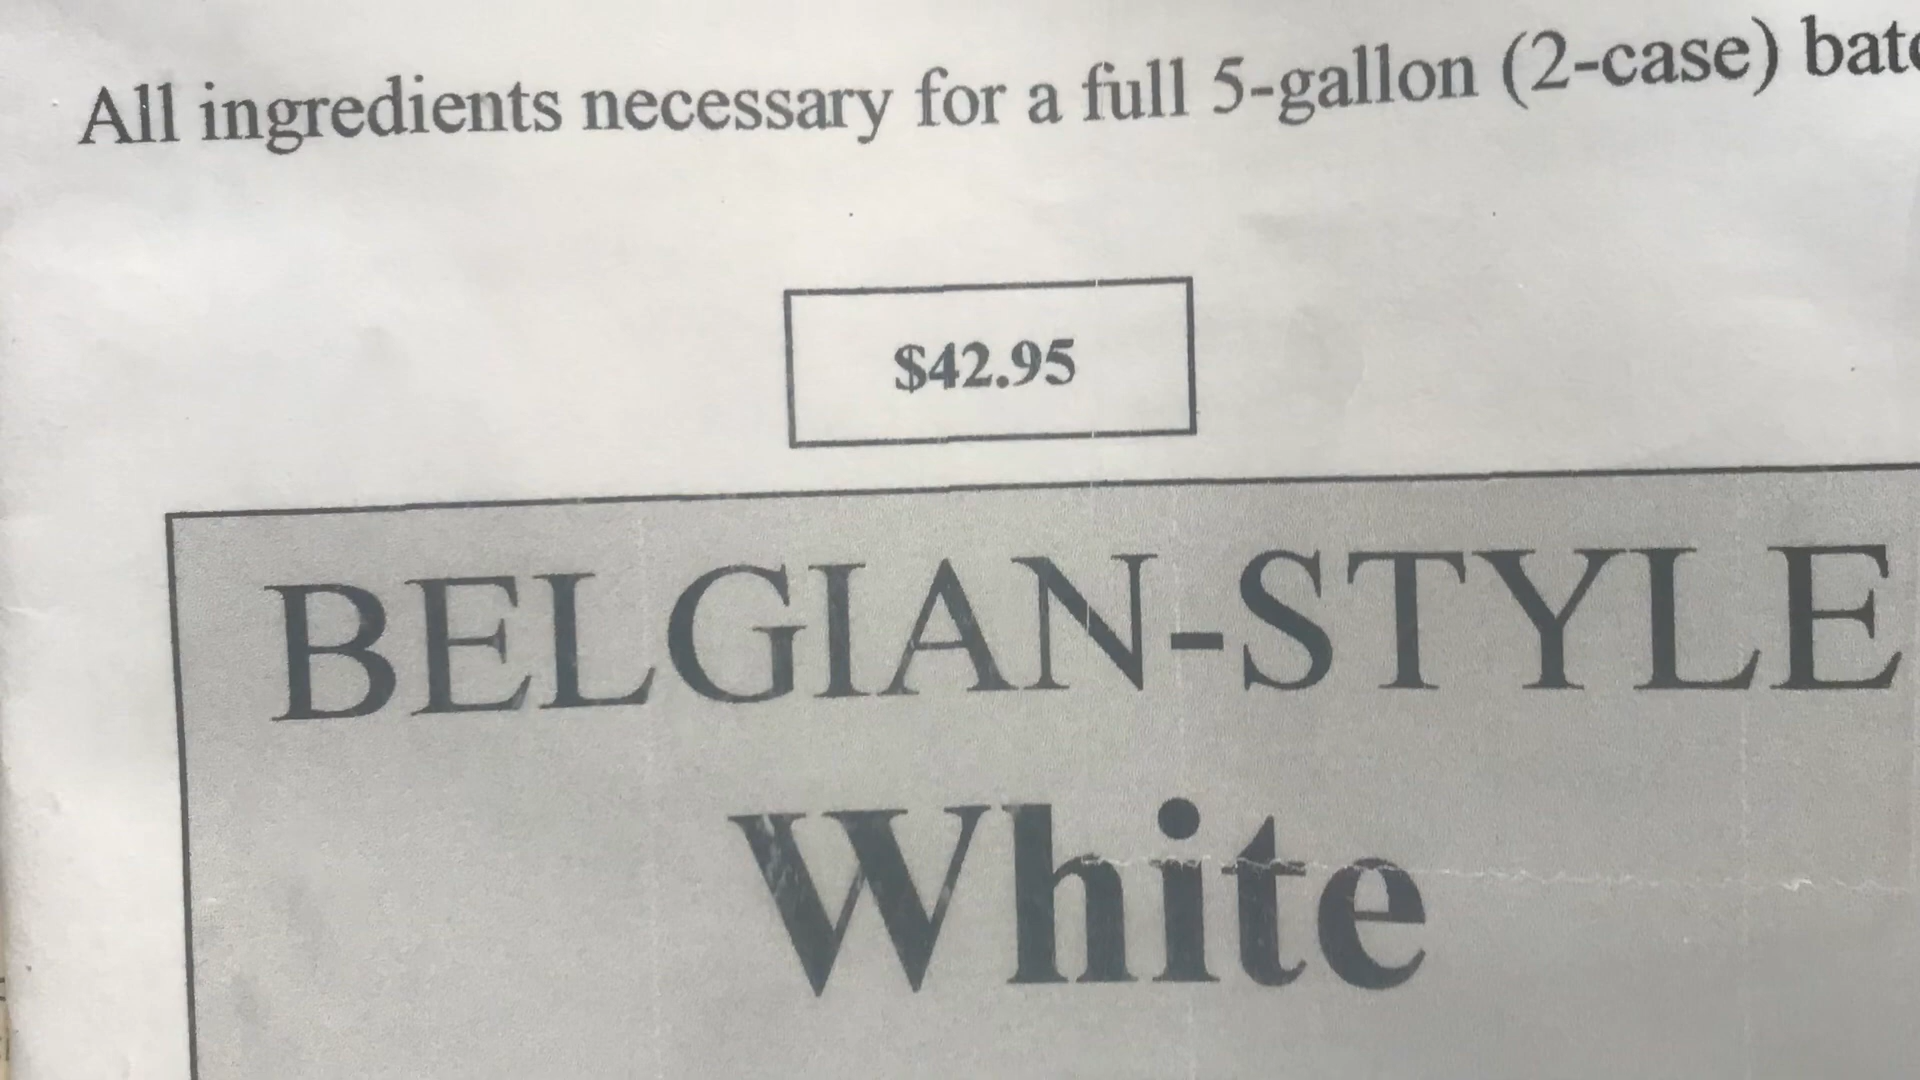 All ingredients necessary for a full 5-gallon (2-case)
$42.95
BELGIAN-STYLE
White